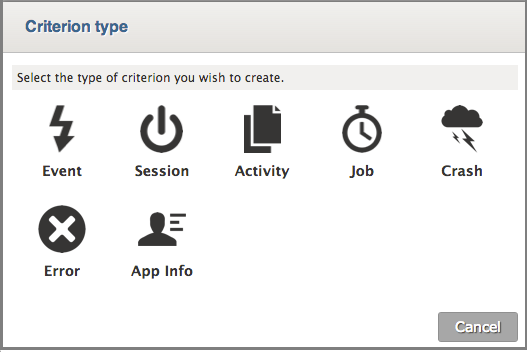 Criterion type
Select the type of criterion you wish to create.
Event Session Activity Job Crash
Error App Info
Cancel